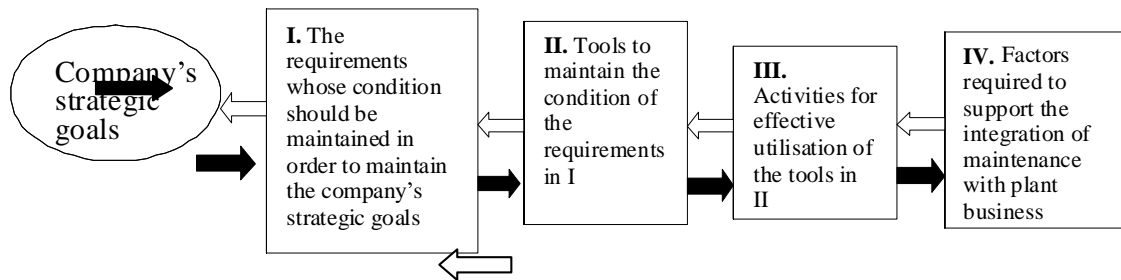 Company's
strategic
goals
I. The
requirements
whose condition
should be
maintained in
order to maintain
the company's
strategic goals
II. Tools to
maintain the
condition of
the
requirements
in I
III.
Activities for
effective
utilisation of
the tools in
II
IV. Factors
required to
support the
integration of
maintenance
with plant
business